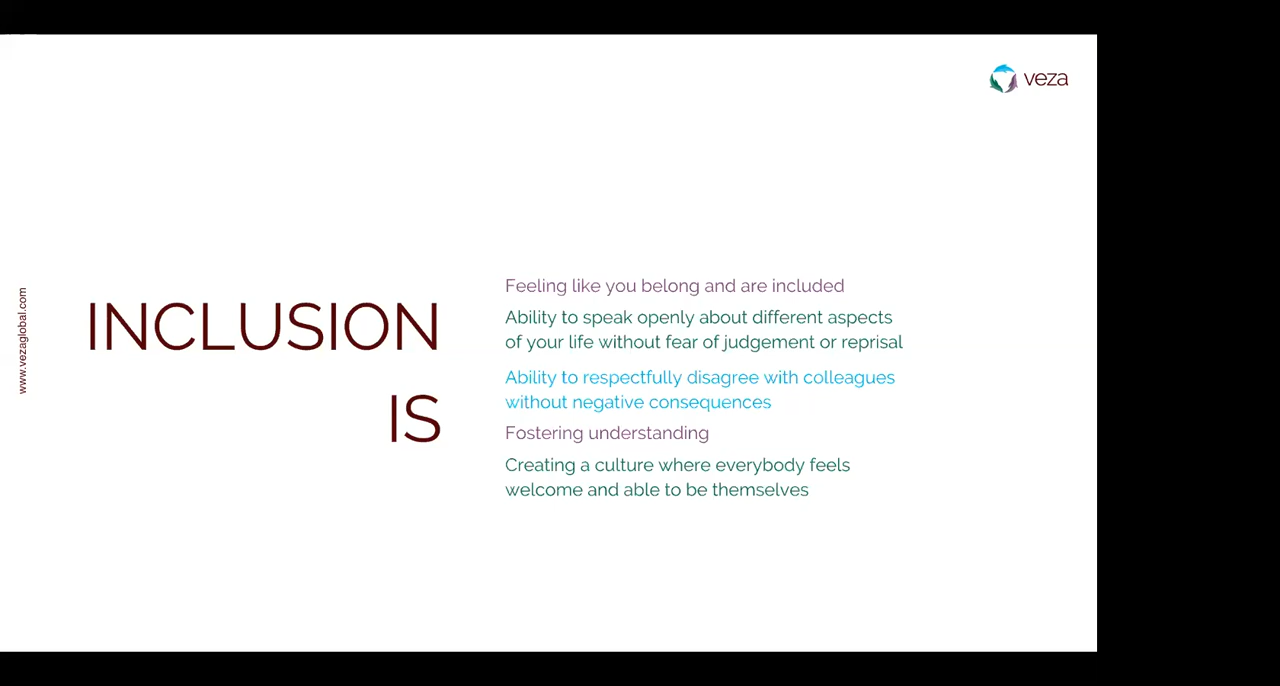 veza
www.vezaglobal.com
INCLUSION
IS
Feeling like you belong and are included
Ability to speak openly about different aspects
of your life without fear of judgement or reprisal
Ability to respectfully disagree with colleagues
without negative consequences
Fostering understanding
Creating a culture where everybody feels
welcome and able to be themselves